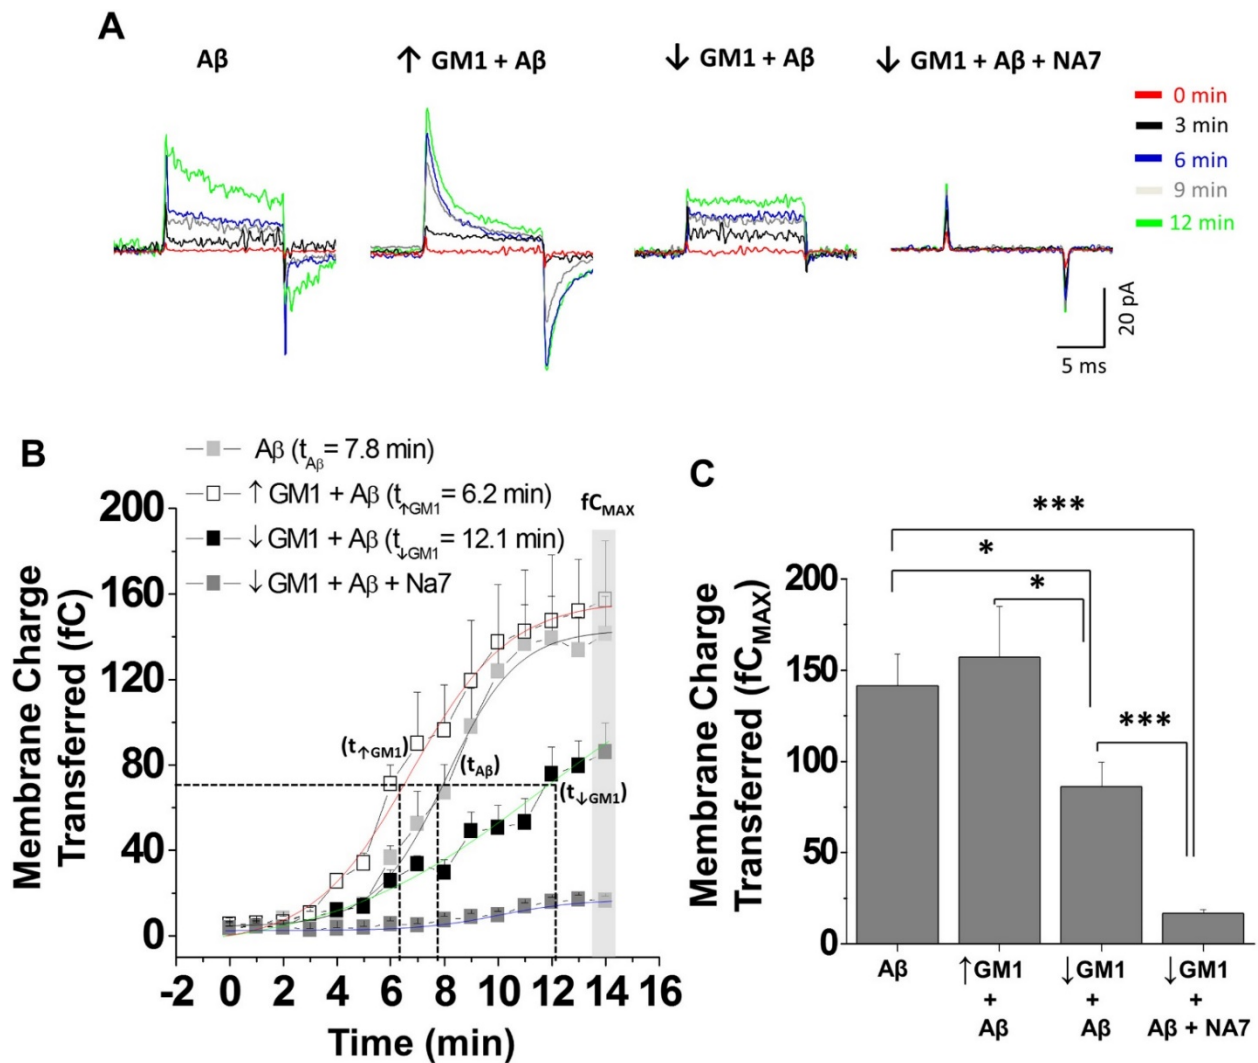 A
Aβ
↑ GM1 + Aβ
↓ GM1 + Aβ
↓ GM1 + Aβ + NA7
0 min
3 min
6 min
9 min
12 min
20 pA
5 ms
B
Aβ (tAβ = 7.8 min)
↑ GM1 + Aβ (t↑GM1 = 6.2 min)
↓ GM1 + Aβ (t↓GM1 = 12.1 min)
↓ GM1 + Aβ + Na7
fCMAX
Membrane Charge
Transferred (fC)
200
160
120
80
40
0
(t↑GM1)
(tAβ)
(t↓GM1)
-2 0 2 4 6 8 10 12 14 16
Time (min)
C
***
*
*
***
Membrane Charge
Transferred (fCMAX)
200
150
100
50
0
Aβ
↑GM1
+
Aβ
↓GM1
+
Aβ
↓GM1
+
Aβ + NA7